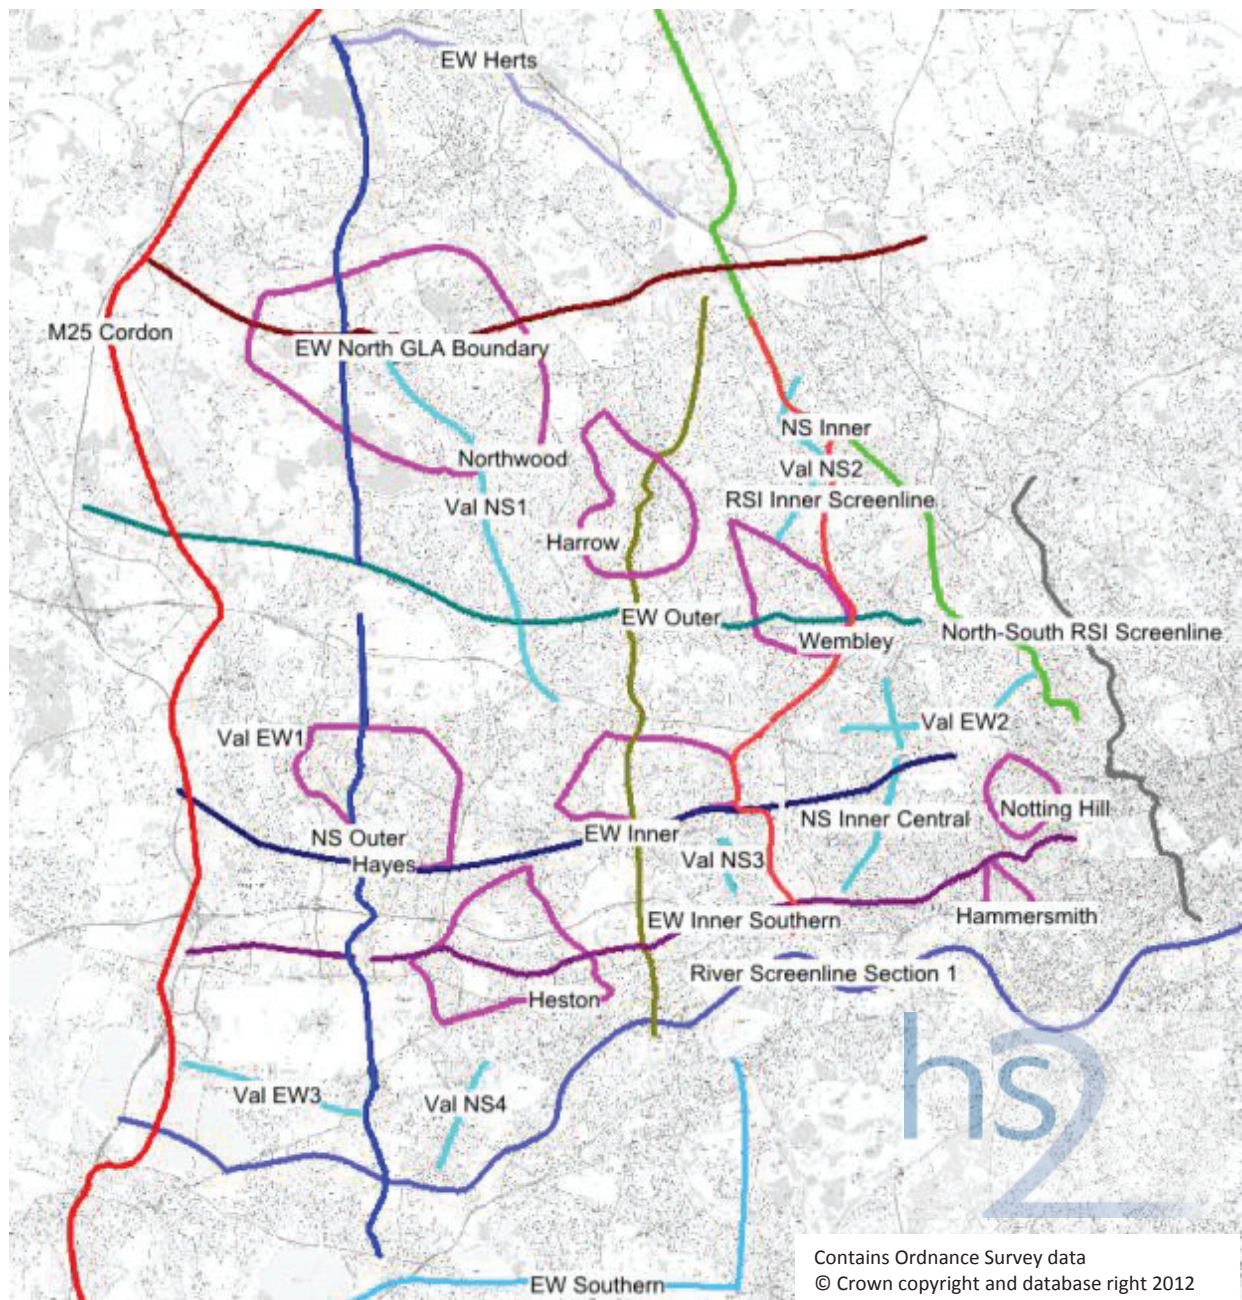 EW Herts
M25 Cordon
EW North GLA Boundary
NS Inner
Northwood
Val NS2
Val NS1
RSI Inner Screenline
Harrow
EW Outer
North-South RSI Screenline
Wembley
Val EW2
Val EW1
Notting Hill
NS Inner Central
NS Outer
EW Inner
Hayes
Val NS3
Hammersmith
EW Inner Southern
River Screenline Section 1
Heston
hs2
Val EW3
Val NS4
Contains Ordnance Survey data
EW Southern
© Crown copyright and database right 2012